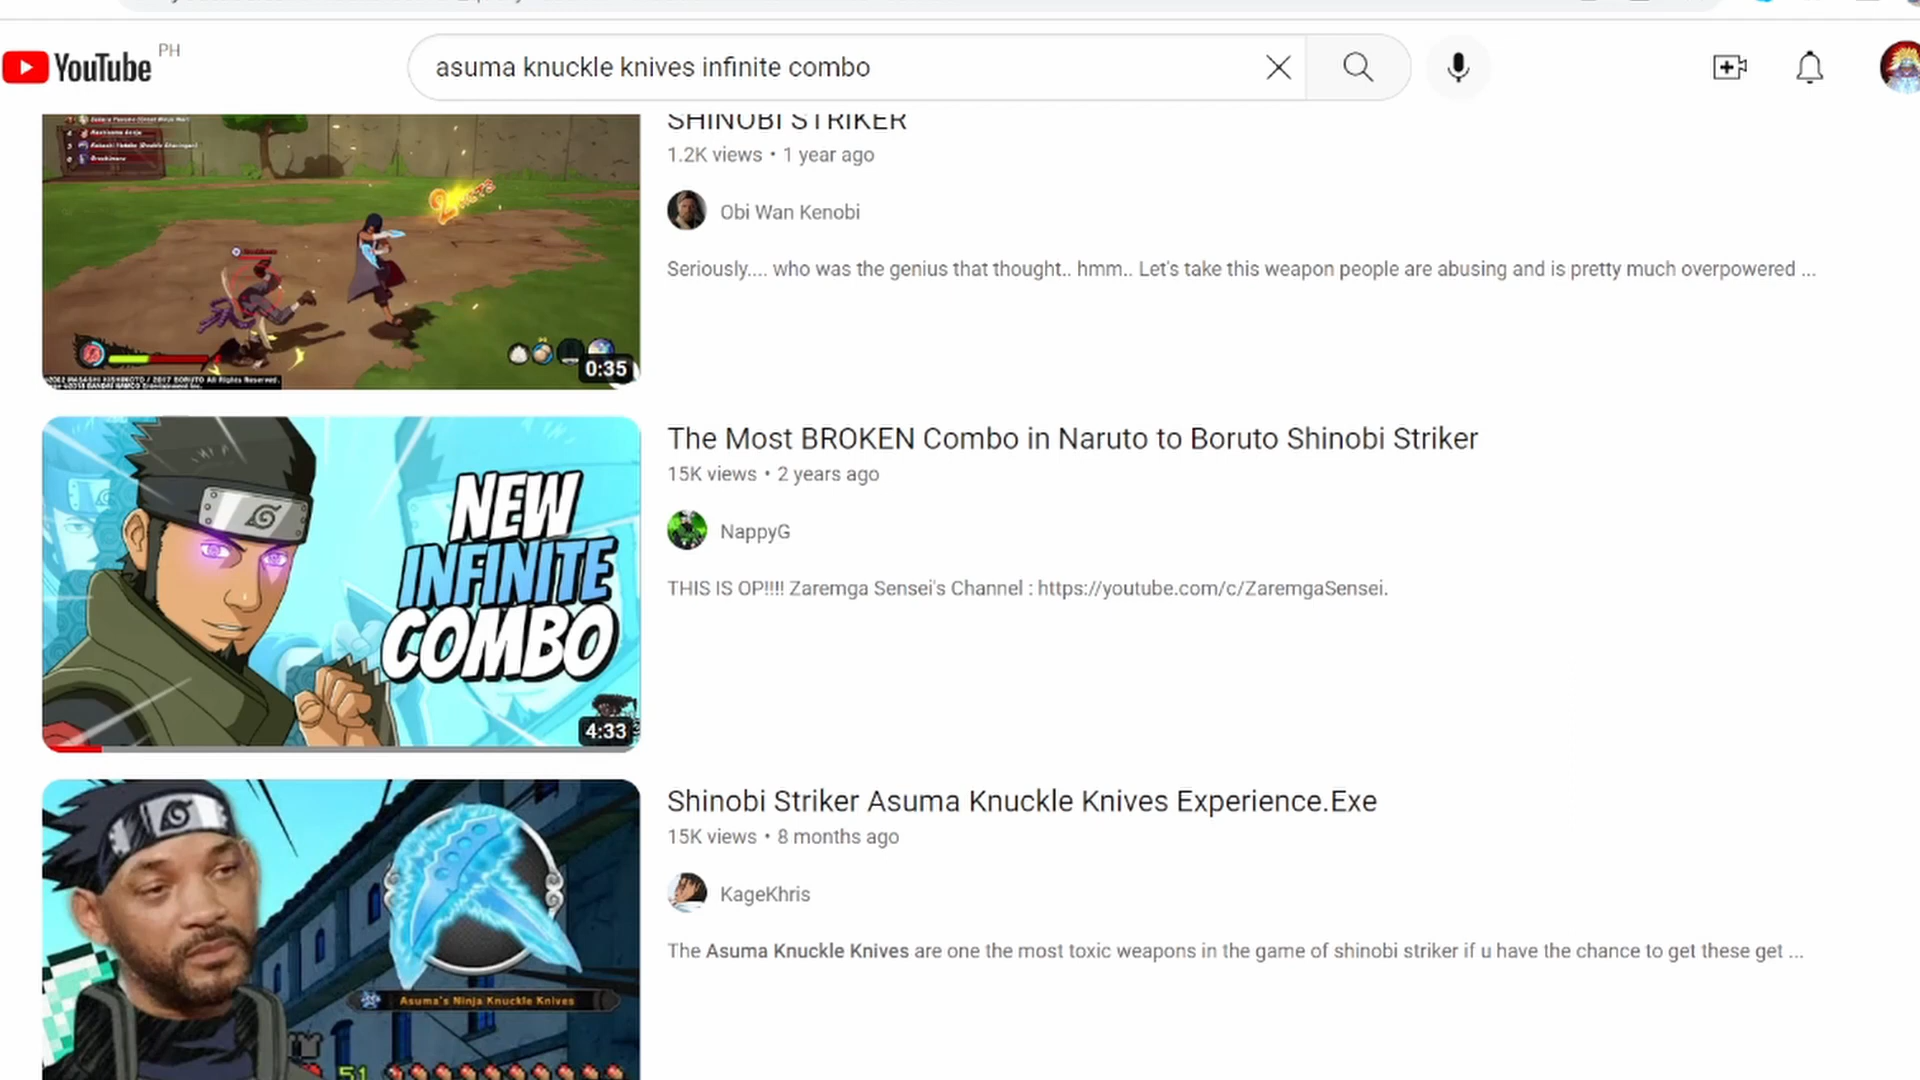 YouTube PH
asuma knuckle knives infinite combo
SHINOBI STRIKER
1.2K views • 1 year ago
Obi Wan Kenobi
Seriously.... who was the genius that thought.. hmm.. Let's take this weapon people are abusing and is pretty much overpowered ...
2 HITS
0:35
The Most BROKEN Combo in Naruto to Boruto Shinobi Striker
15K views • 2 years ago
NappyG
THIS IS OP!!!! Zaremga Sensei's Channel : https://youtube.com/c/ZaremgaSensei.
NEW
INFINITE
COMBO
4:33
Shinobi Striker Asuma Knuckle Knives Experience.Exe
15K views • 8 months ago
KageKhris
The Asuma Knuckle Knives are one the most toxic weapons in the game of shinobi striker if u have the chance to get these get ...
Asuma's Ninja Knuckle Knives
51